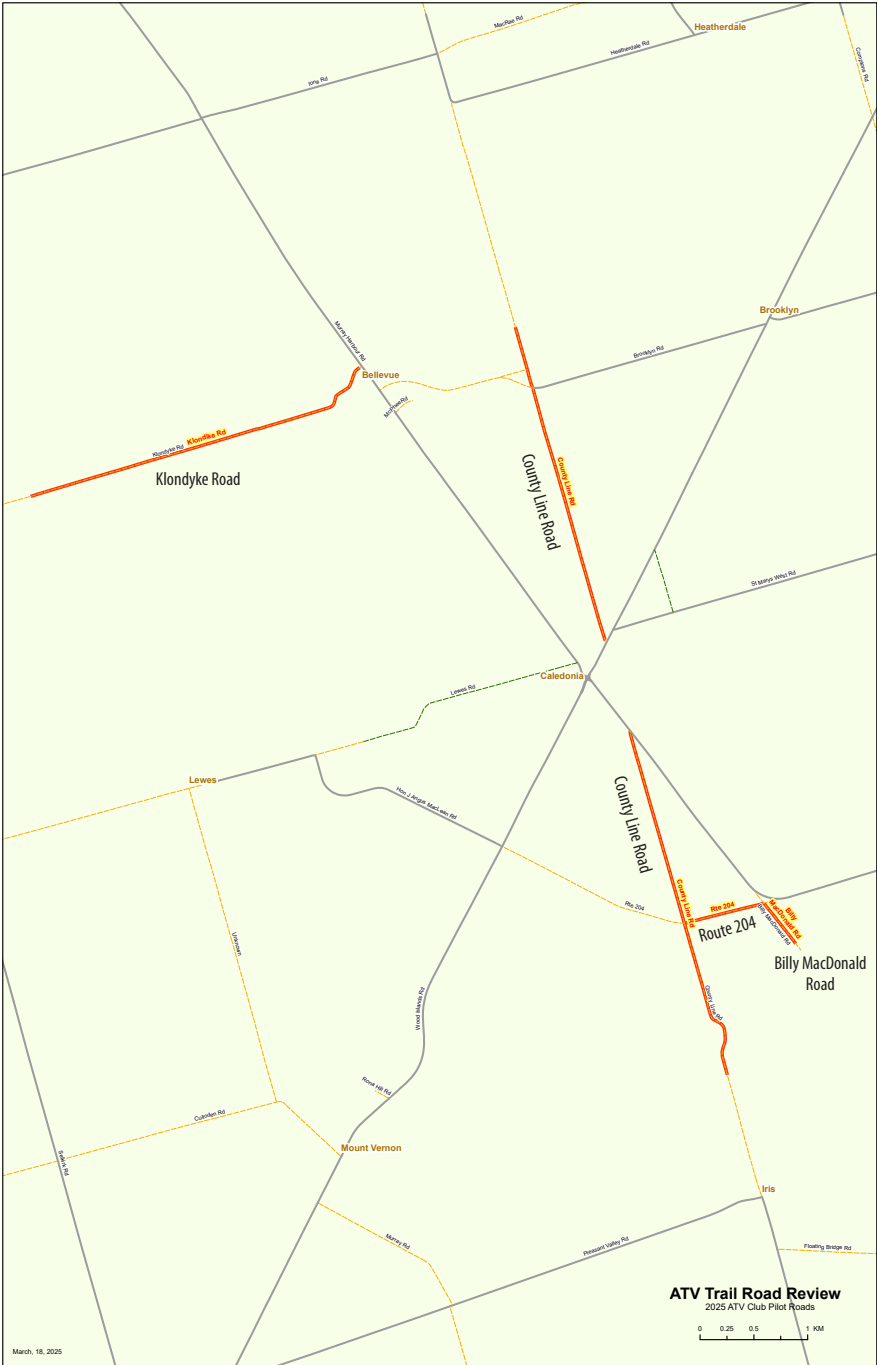 MacRae Rd
Heatherdale
Heatherdale Rd
Comptons Rd
Iona Rd
Brooklyn
Murray Harbour Rd
Brooklyn Rd
Bellevue
McPhee Rd
Klondike Rd
Klondyke Rd
Klondyke Road
County Line Rd
County Line Road
St Marys West Rd
Caledonia
Lewes Rd
Lewes
Hon J Angus MacLean Rd
County Line Road
County Line Rd
Rte 204
Rte 204
Route 204
Billy
MacDonald Rd
Billy MacDonald Rd
Billy MacDonald
Road
Unknown
Wood Islands Rd
County Line Rd
Rorie Hill Rd
Selkirk Rd
Mount Vernon
Iris
Murray Rd
Pleasant Valley Rd
Floating Bridge Rd
ATV Trail Road Review
2025 ATV Club Pilot Roads
0 0.25 0.5 1 KM
March, 18, 2025